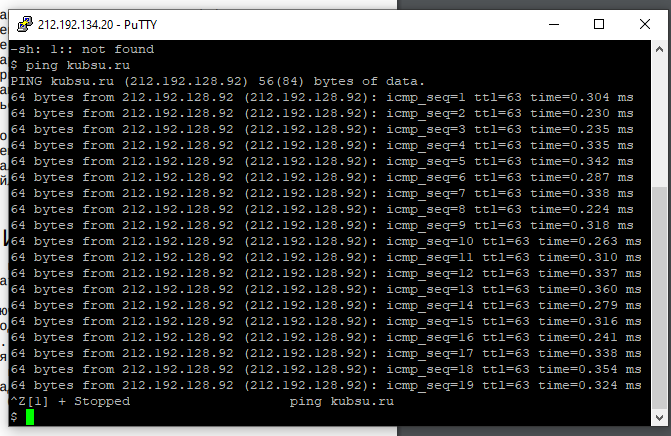 212.192.134.20 - PuTTY
-sh: l:: not found
$ ping kubsu.ru
PING kubsu.ru (212.192.128.92) 56(84) bytes of data.
64 bytes from 212.192.128.92 (212.192.128.92): icmp_seq=1 ttl=63 time=0.304 ms
64 bytes from 212.192.128.92 (212.192.128.92): icmp_seq=2 ttl=63 time=0.230 ms
64 bytes from 212.192.128.92 (212.192.128.92): icmp_seq=3 ttl=63 time=0.235 ms
64 bytes from 212.192.128.92 (212.192.128.92): icmp_seq=4 ttl=63 time=0.335 ms
64 bytes from 212.192.128.92 (212.192.128.92): icmp_seq=5 ttl=63 time=0.342 ms
64 bytes from 212.192.128.92 (212.192.128.92): icmp_seq=6 ttl=63 time=0.287 ms
64 bytes from 212.192.128.92 (212.192.128.92): icmp_seq=7 ttl=63 time=0.338 ms
64 bytes from 212.192.128.92 (212.192.128.92): icmp_seq=8 ttl=63 time=0.224 ms
64 bytes from 212.192.128.92 (212.192.128.92): icmp_seq=9 ttl=63 time=0.318 ms
64 bytes from 212.192.128.92 (212.192.128.92): icmp_seq=10 ttl=63 time=0.263 ms
64 bytes from 212.192.128.92 (212.192.128.92): icmp_seq=11 ttl=63 time=0.310 ms
64 bytes from 212.192.128.92 (212.192.128.92): icmp_seq=12 ttl=63 time=0.337 ms
64 bytes from 212.192.128.92 (212.192.128.92): icmp_seq=13 ttl=63 time=0.360 ms
64 bytes from 212.192.128.92 (212.192.128.92): icmp_seq=14 ttl=63 time=0.279 ms
64 bytes from 212.192.128.92 (212.192.128.92): icmp_seq=15 ttl=63 time=0.316 ms
64 bytes from 212.192.128.92 (212.192.128.92): icmp_seq=16 ttl=63 time=0.241 ms
64 bytes from 212.192.128.92 (212.192.128.92): icmp_seq=17 ttl=63 time=0.338 ms
64 bytes from 212.192.128.92 (212.192.128.92): icmp_seq=18 ttl=63 time=0.354 ms
64 bytes from 212.192.128.92 (212.192.128.92): icmp_seq=19 ttl=63 time=0.324 ms
^Z[1] + Stopped                    ping kubsu.ru
$